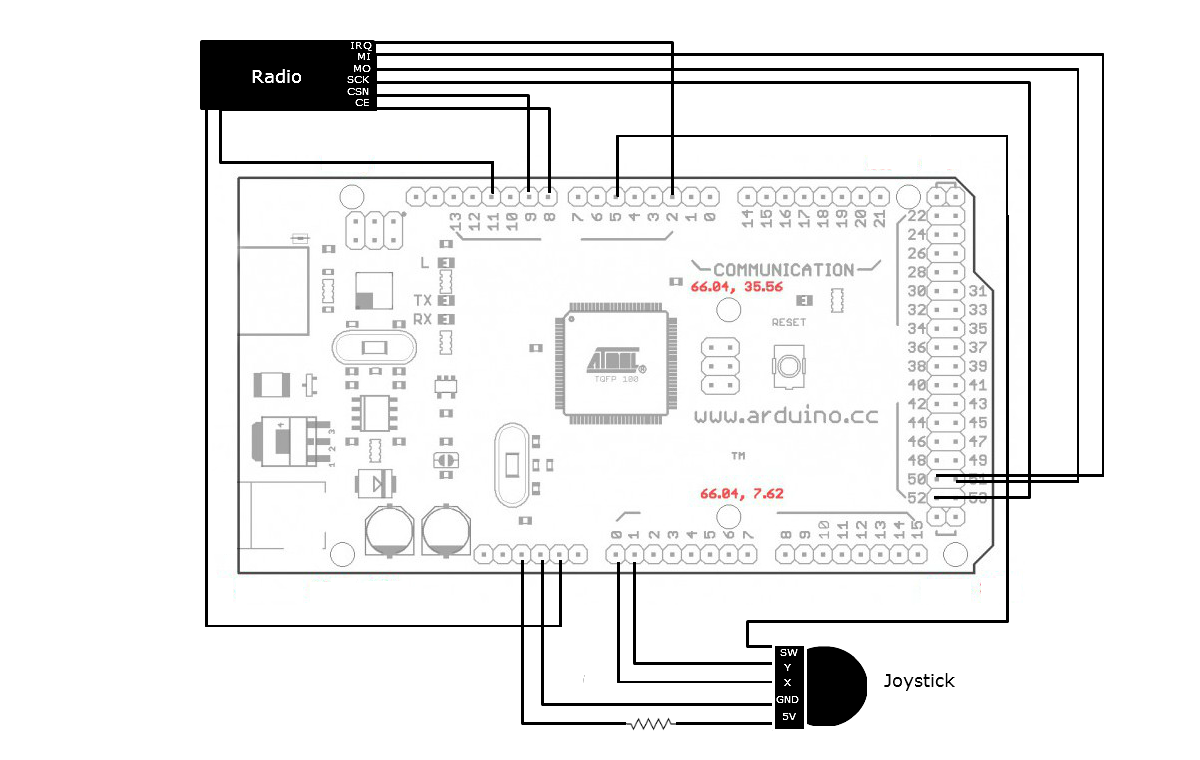 IRQ
MI
MO
SCK
CSN
CE
Radio
13 12 11 10 9 8 7 6 5 4 3 2 1 0 14 15 16 17 18 19 20 21
L
TX
RX
COMMUNICATION
66.04, 35.56
RESET
ATMEL®
TQFP 100
www.arduino.cc
TM
66.04, 7.62
22
24
26
28
30 31
32 33
34 35
36 37
38 39
40 41
42 43
44 45
46 47
48 49
50 51
52 53
4
3
2
1
0 1 2 3 4 5 6 7 8 9 10 11 12 13 14 15
SW
Y
X
GND
5V
Joystick